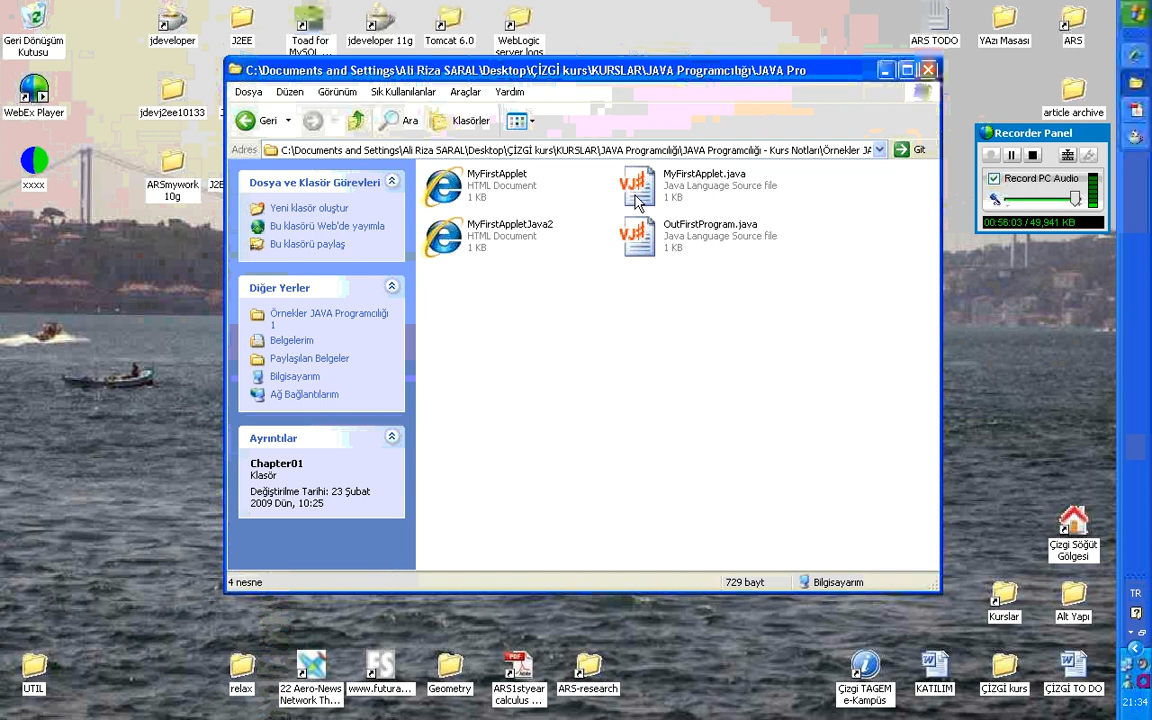 Geri Dönüşüm
Kutusu
jdeveloper
J2EE
Toad for
MySQL ...
jdeveloper 11g
Tomcat 6.0
WebLogic
server logs
ARS TODO
YAzı Masası
ARS
WebEx Player
jdevj2ee10133
article archive
xxxx
ARSmywork
10g
J2E
C:\Documents and Settings\Ali Riza SARAL\Desktop\ÇİZGİ kurs\KURSLAR\JAVA Programcılığı\JAVA Pro
Dosya Düzen Görünüm Sık Kullanılanlar Araçlar Yardım
Geri Ara Klasörler
Adres C:\Documents and Settings\Ali Riza SARAL\Desktop\ÇİZGİ kurs\KURSLAR\JAVA Programcılığı\JAVA Programcılığı - Kurs Notları\Örnekler JA Git
Dosya ve Klasör Görevleri
Yeni klasör oluştur
Bu klasörü Web'de yayımla
Bu klasörü paylaş
Diğer Yerler
Örnekler JAVA Programcılığı
1
Belgelerim
Paylaşılan Belgeler
Bilgisayarım
Ağ Bağlantılarım
Ayrıntılar
Chapter01
Klasör
Değiştirilme Tarihi: 23 Şubat
2009 Dün, 10:25
MyFirstApplet
HTML Document
1 KB
MyFirstApplet.java
Java Language Source file
1 KB
MyFirstAppletJava2
HTML Document
1 KB
OutFirstProgram.java
Java Language Source file
1 KB
4 nesne
729 bayt
Bilgisayarım
Recorder Panel
Record PC Audio
00:56:03 / 49,941 KB
Çizgi Söğüt
Gölgesi
Kurslar
Alt Yapı
TR
UTIL
relax
22 Aero-News
Network Th...
www.futura...
Geometry
ARS1styear
calculus ...
ARS-research
Çizgi TAGEM
e-Kampüs
KATILIM
ÇİZGİ kurs
ÇİZGİ TO DO
21:34